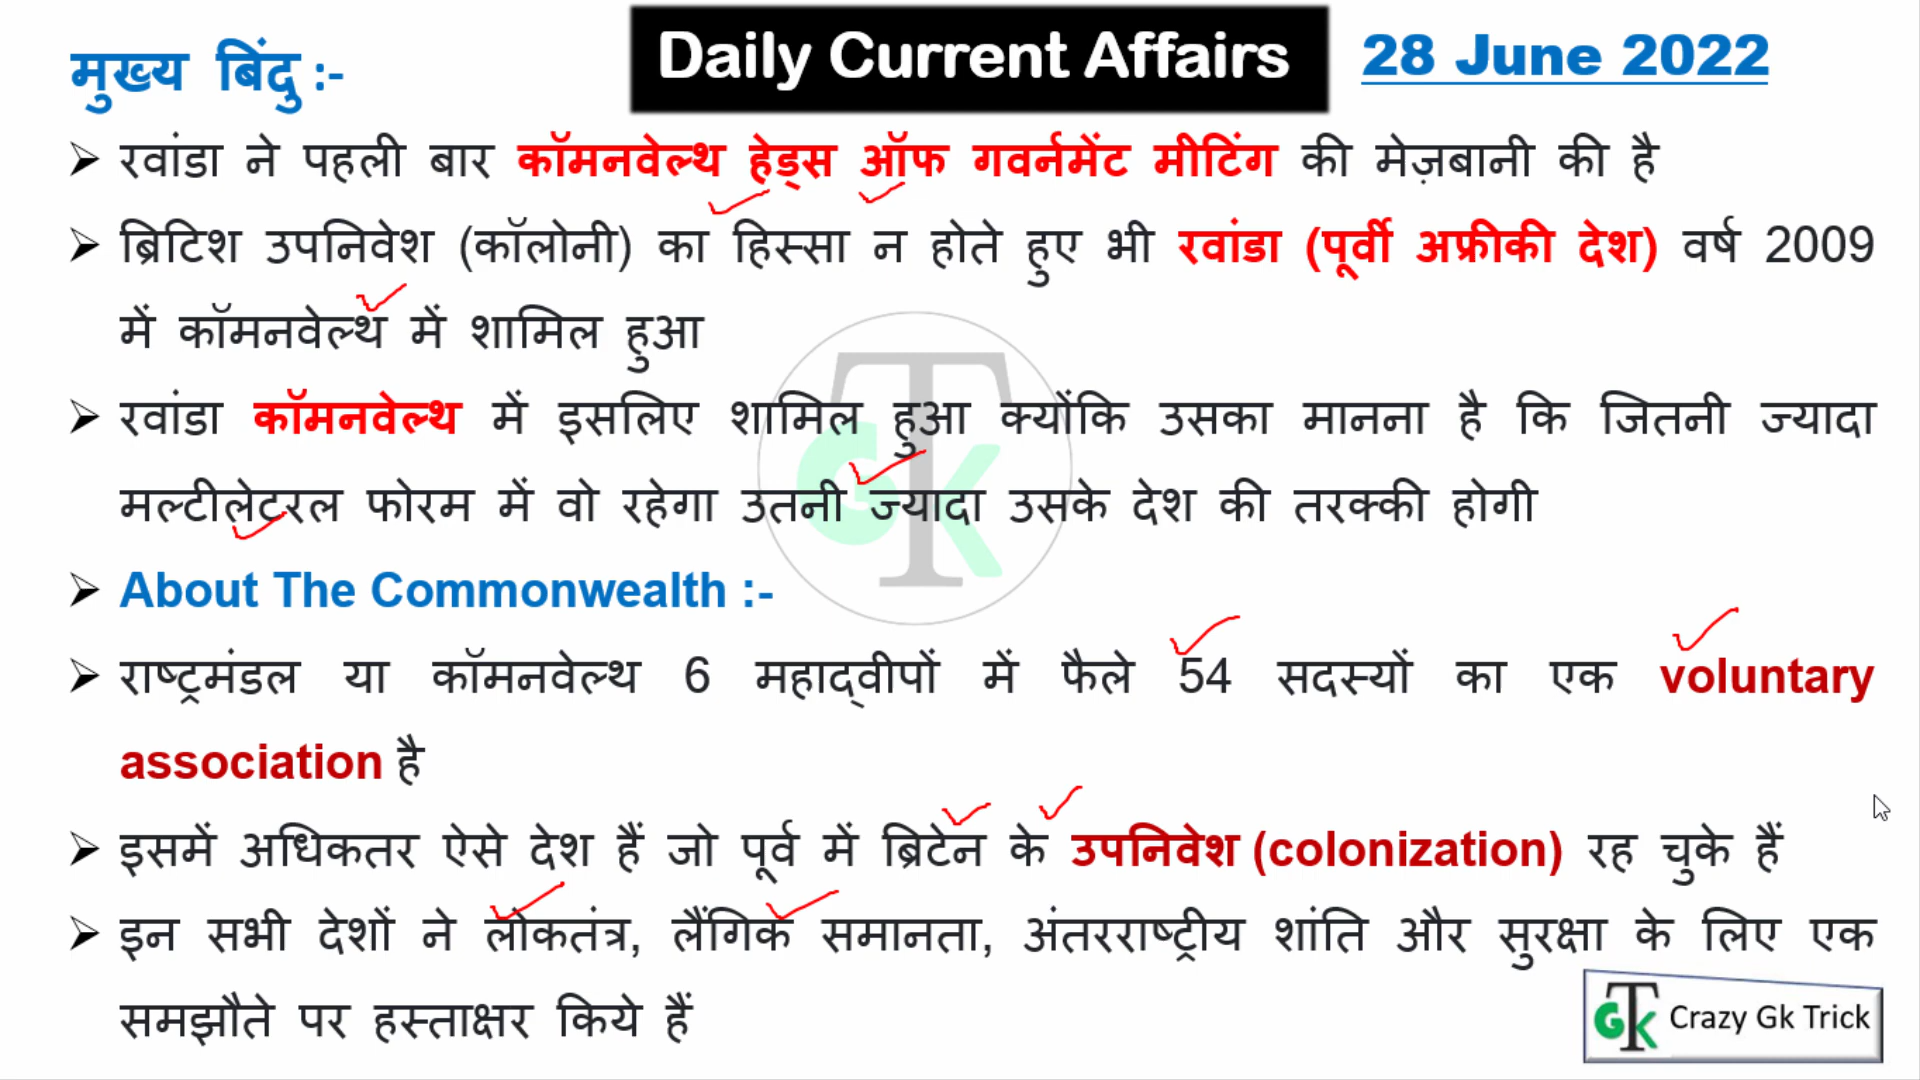 मुख्य बिंदु :-
Daily Current Affairs
28 June 2022
➢ रवांडा ने पहली बार कॉमनवेल्थ हेड्स ऑफ गवर्नमेंट मीटिंग की मेज़बानी की है
➢ ब्रिटिश उपनिवेश (कॉलोनी) का हिस्सा न होते हुए भी रवांडा (पूर्वी अफ्रीकी देश) वर्ष 2009
में कॉमनवेल्थ में शामिल हुआ
➢ रवांडा कॉमनवेल्थ में इसलिए शामिल हुआ क्योंकि उसका मानना है कि जितनी ज्यादा
मल्टीलेटरल फोरम में वो रहेगा उतनी ज्यादा उसके देश की तरक्की होगी
➢ About The Commonwealth :-
➢ राष्ट्रमंडल या कॉमनवेल्थ 6 महाद्वीपों में फैले 54 सदस्यों का एक voluntary
association है
➢ इसमें अधिकतर ऐसे देश हैं जो पूर्व में ब्रिटेन के उपनिवेश (colonization) रह चुके हैं
➢ इन सभी देशों ने लोकतंत्र, लैंगिक समानता, अंतरराष्ट्रीय शांति और सुरक्षा के लिए एक
समझौते पर हस्ताक्षर किये हैं
GTK
GTK Crazy Gk Trick